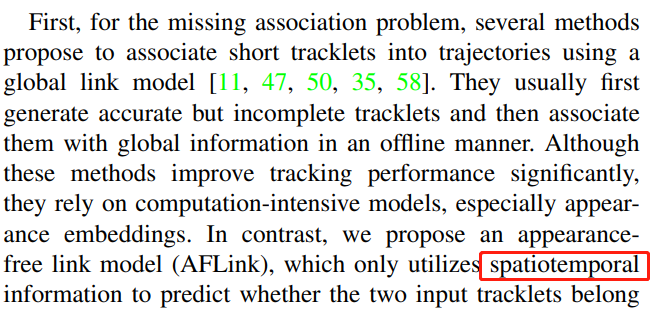 First, for the missing association problem, several methods
propose to associate short tracklets into trajectories using a
global link model [11, 47, 50, 35, 58]. They usually first
generate accurate but incomplete tracklets and then associate
them with global information in an offline manner. Although
these methods improve tracking performance significantly,
they rely on computation-intensive models, especially appear-
ance embeddings. In contrast, we propose an appearance-
free link model (AFLink), which only utilizes spatiotemporal
information to predict whether the two input tracklets belong